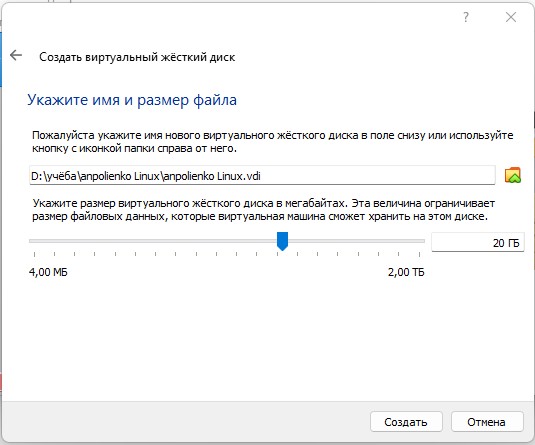 ?
Создать виртуальный жёсткий диск
Укажите имя и размер файла
Пожалуйста укажите имя нового виртуального жёсткого диска в поле снизу или используйте
кнопку с иконкой папки справа от него.
D:\учёба\anpolienko Linux\anpolienko Linux.vdi
Укажите размер виртуального жёсткого диска в мегабайтах. Эта величина ограничивает
размер файловых данных, которые виртуальная машина сможет хранить на этом диске.
20 ГБ
4,00 МБ 2,00 ТБ
Создать Отмена